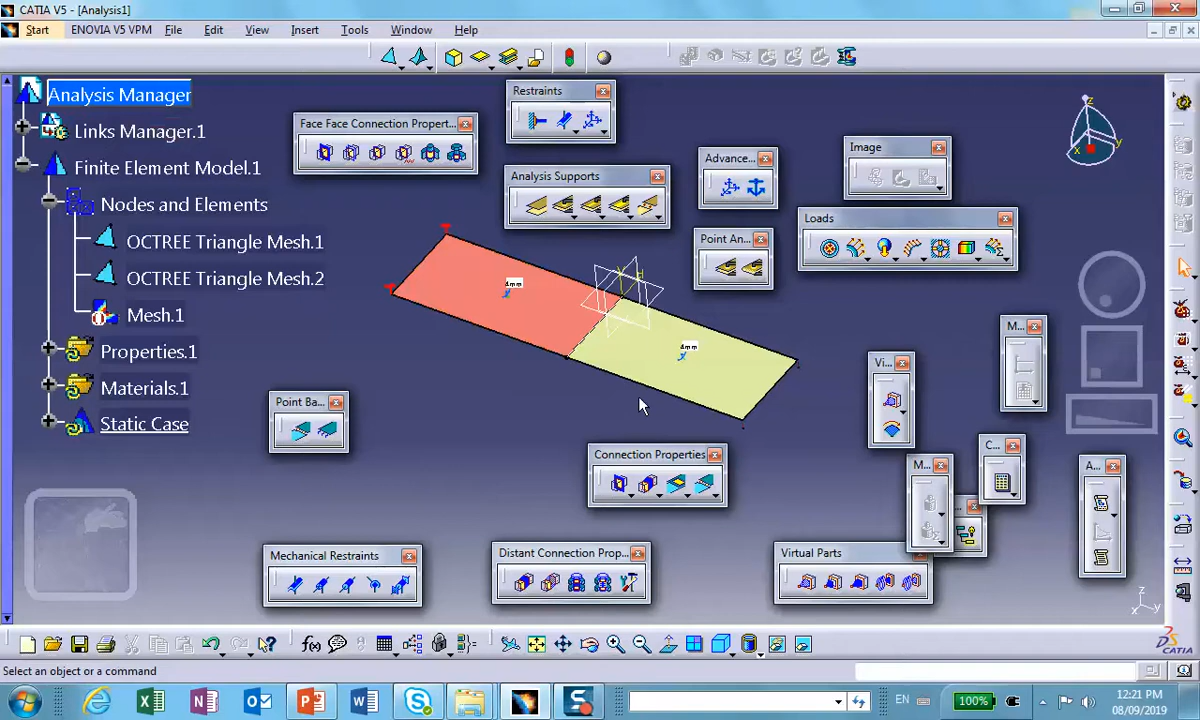 CATIA V5 - [Analysis1]
Start ENOVIA V5 VPM File Edit View Insert Tools Window Help
Analysis Manager
Links Manager.1
Finite Element Model.1
Nodes and Elements
OCTREE Triangle Mesh.1
OCTREE Triangle Mesh.2
Mesh.1
Properties.1
Materials.1
Static Case
Restraints
Face Face Connection Propert...
Analysis Supports
Advance...
Image
Loads
Point An...
z
y
x
4mm
4mm
Y
H
M...
Vi...
Point Ba...
Connection Properties
C...
M...
A...
Mechanical Restraints
Distant Connection Prop...
Virtual Parts
z
x
y
f(x)
CATIA
Select an object or a command
EN
100%
12:21 PM
08/09/2019